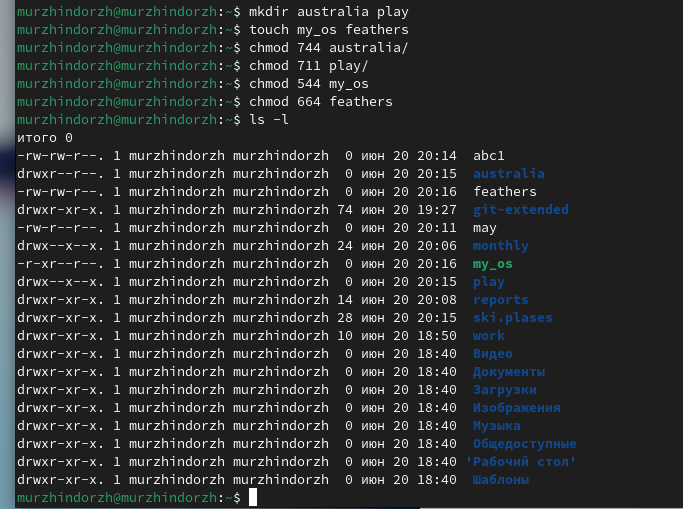 murzhindorzh@murzhindorzh:~$ mkdir australia play
murzhindorzh@murzhindorzh:~$ touch my_os feathers
murzhindorzh@murzhindorzh:~$ chmod 744 australia/
murzhindorzh@murzhindorzh:~$ chmod 711 play/
murzhindorzh@murzhindorzh:~$ chmod 544 my_os
murzhindorzh@murzhindorzh:~$ chmod 664 feathers
murzhindorzh@murzhindorzh:~$ ls -l
итого 0
-rw-rw-r--. 1 murzhindorzh murzhindorzh  0 июн 20 20:14  abc1
drwxr--r--. 1 murzhindorzh murzhindorzh  0 июн 20 20:15  australia
-rw-rw-r--. 1 murzhindorzh murzhindorzh  0 июн 20 20:16  feathers
drwxr-xr-x. 1 murzhindorzh murzhindorzh 74 июн 20 19:27  git-extended
-rw-r--r--. 1 murzhindorzh murzhindorzh  0 июн 20 20:11  may
drwx--x--x. 1 murzhindorzh murzhindorzh 24 июн 20 20:06  monthly
-r-xr--r--. 1 murzhindorzh murzhindorzh  0 июн 20 20:16  my_os
drwx--x--x. 1 murzhindorzh murzhindorzh  0 июн 20 20:15  play
drwxr-xr-x. 1 murzhindorzh murzhindorzh 14 июн 20 20:08  reports
drwxr-xr-x. 1 murzhindorzh murzhindorzh 28 июн 20 20:15  ski.plases
drwxr-xr-x. 1 murzhindorzh murzhindorzh 10 июн 20 18:50  work
drwxr-xr-x. 1 murzhindorzh murzhindorzh  0 июн 20 18:40  Видео
drwxr-xr-x. 1 murzhindorzh murzhindorzh  0 июн 20 18:40  Документы
drwxr-xr-x. 1 murzhindorzh murzhindorzh  0 июн 20 18:40  Загрузки
drwxr-xr-x. 1 murzhindorzh murzhindorzh  0 июн 20 18:40  Изображения
drwxr-xr-x. 1 murzhindorzh murzhindorzh  0 июн 20 18:40  Музыка
drwxr-xr-x. 1 murzhindorzh murzhindorzh  0 июн 20 18:40  Общедоступные
drwxr-xr-x. 1 murzhindorzh murzhindorzh  0 июн 20 18:40 'Рабочий стол'
drwxr-xr-x. 1 murzhindorzh murzhindorzh  0 июн 20 18:40  Шаблоны
murzhindorzh@murzhindorzh:~$